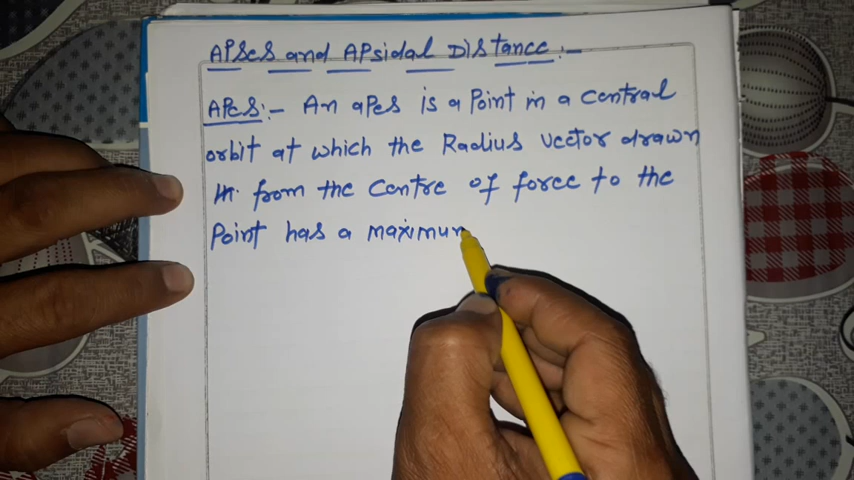 APSES and APsidal Distance :-
APES :- An aPes is a Point in a central
orbit at which the Radius vector drawn
from the centre of force to the
Point has a maximum